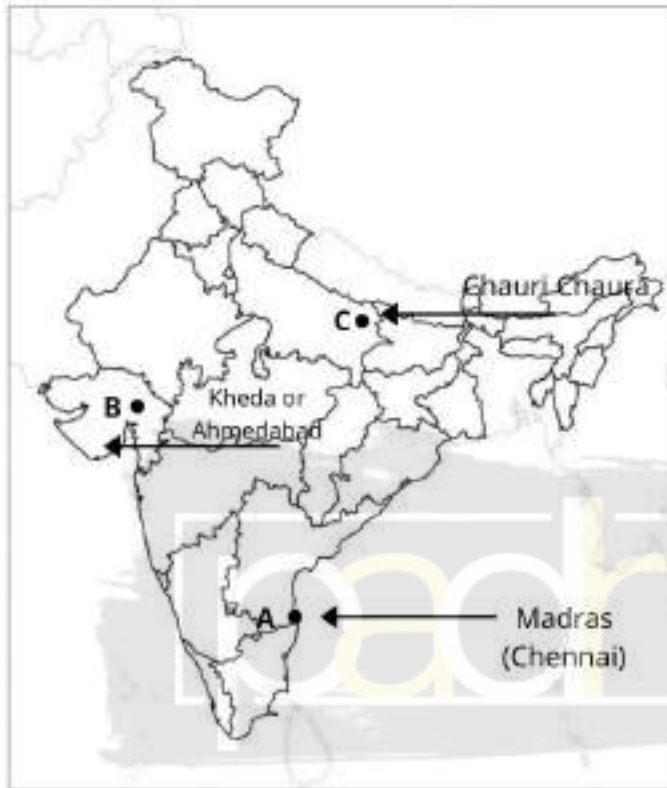 Chauri Chaura
C
Kheda or
B
Ahmedabad
A
Madras
(Chennai)